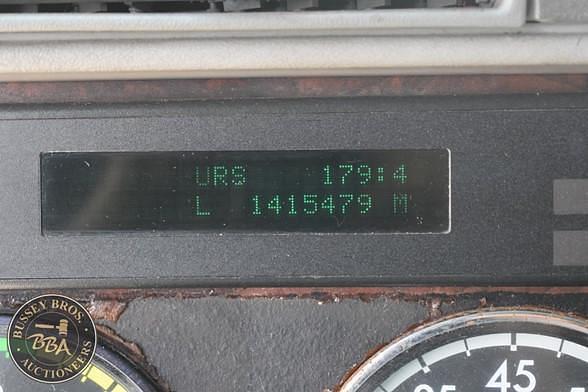 URS 179:4
L 1415479 M
BUSSEY BROS.
BBA
AUCTIONEERS
45